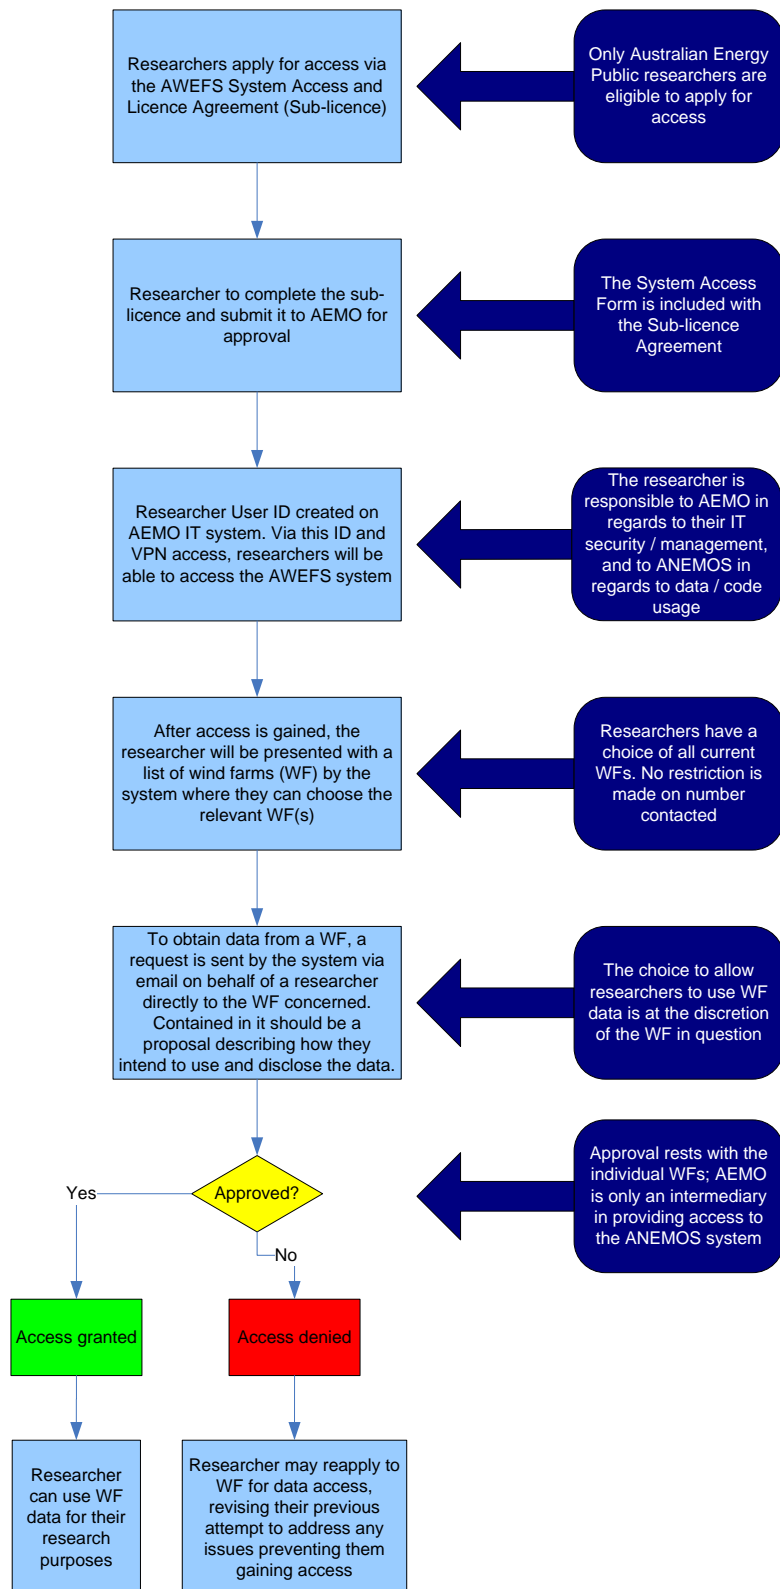 Researchers apply for access via
the AWEFS System Access and
Licence Agreement (Sub-licence)
Only Australian Energy
Public researchers are
eligible to apply for
access
Researcher to complete the sub-
licence and submit it to AEMO for
approval
The System Access
Form is included with
the Sub-licence
Agreement
Researcher User ID created on
AEMO IT system. Via this ID and
VPN access, researchers will be
able to access the AWEFS system
The researcher is
responsible to AEMO in
regards to their IT
security / management,
and to ANEMOS in
regards to data / code
usage
After access is gained, the
researcher will be presented with a
list of wind farms (WF) by the
system where they can choose the
relevant WF(s)
Researchers have a
choice of all current
WFs. No restriction is
made on number
contacted
To obtain data from a WF, a
request is sent by the system via
email on behalf of a researcher
directly to the WF concerned.
Contained in it should be a
proposal describing how they
intend to use and disclose the data.
The choice to allow
researchers to use WF
data is at the discretion
of the WF in question
Approved?
Yes
No
Approval rests with the
individual WFs; AEMO
is only an intermediary
in providing access to
the ANEMOS system
Access granted
Access denied
Researcher
can use WF
data for their
research
purposes
Researcher may reapply to
WF for data access,
revising their previous
attempt to address any
issues preventing them
gaining access